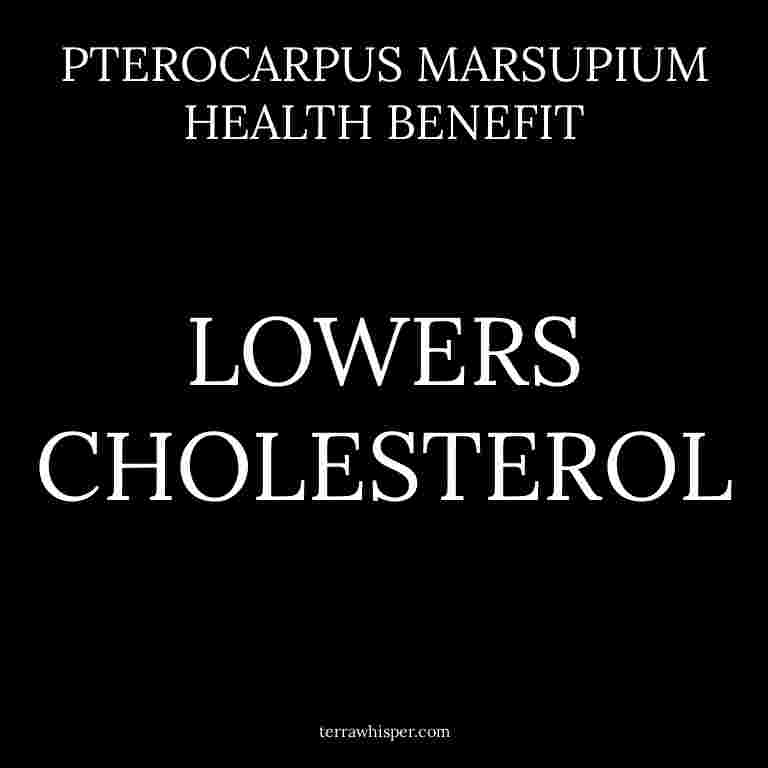 PTEROCARPUS MARSUPIUM
HEALTH BENEFIT
LOWERS
CHOLESTEROL
terrawhisper.com